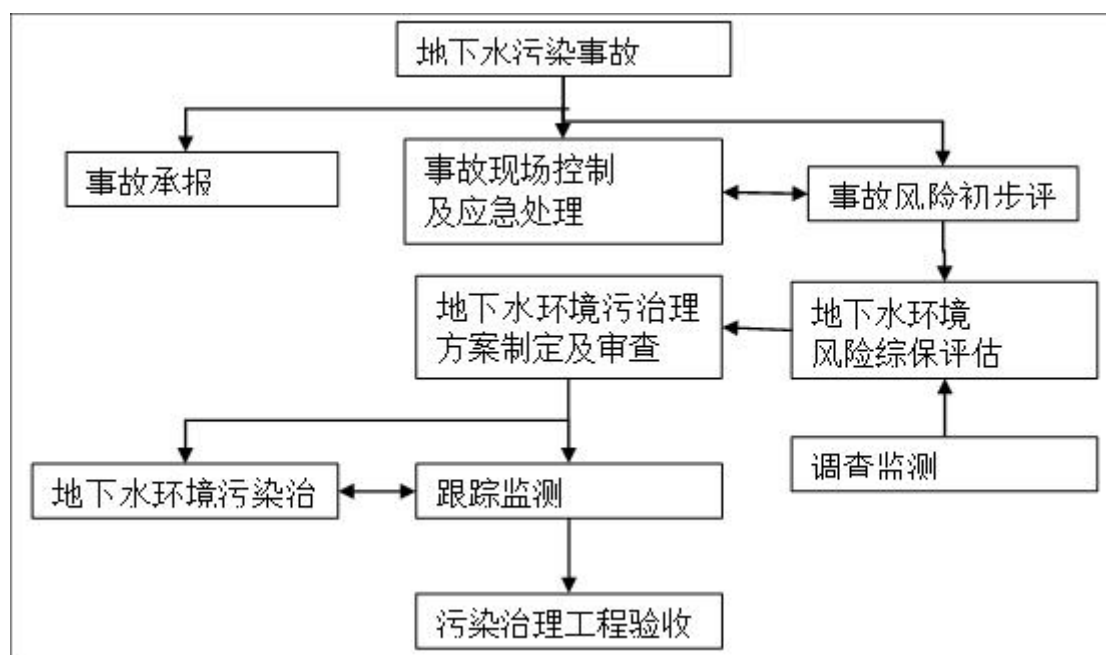 地下水污染事故
事故承报
事故现场控制
及应急处理
事故风险初步评
地下水环境污治理
方案制定及审查
地下水环境
风险综保评估
地下水环境污染治
跟踪监测
调查监测
污染治理工程验收